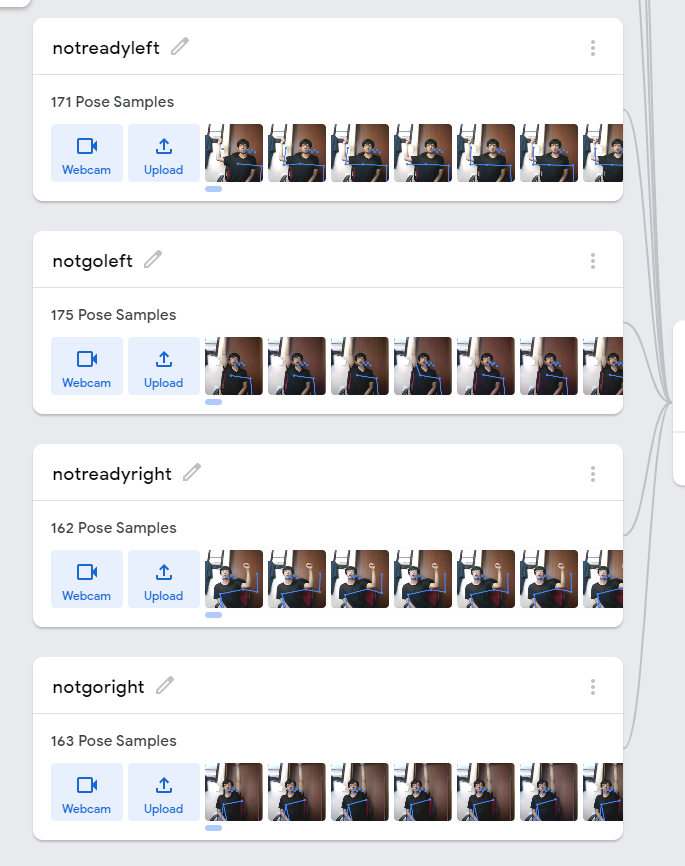 notreadyleft
171 Pose Samples
Webcam Upload
notgoleft
175 Pose Samples
Webcam Upload
notreadyright
162 Pose Samples
Webcam Upload
notgoright
163 Pose Samples
Webcam Upload